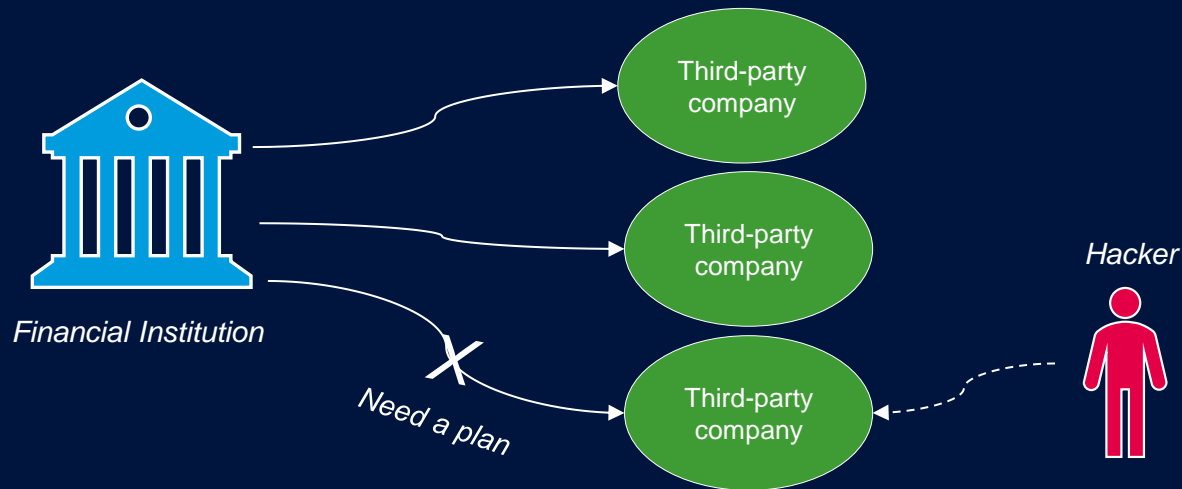 Third-party
company
Third-party
company
Hacker
Financial Institution
Need a plan
Third-party
company